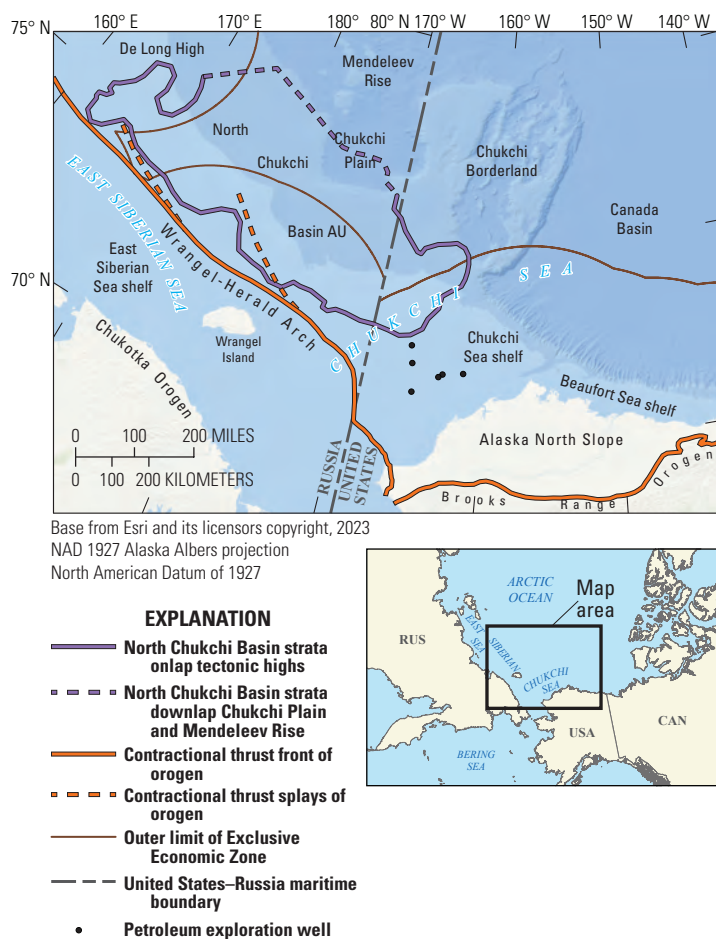 75° N
160° E
170° E
180°
80° N
170° W
160° W
150° W
140° W
De Long High
Mendeleev
Rise
North
Chukchi
Plain
Chukchi
Chukchi
Borderland
Canada
Basin
Basin AU
EAST SIBERIAN SEA
East
Siberian
Sea shelf
70° N
Wrangel-Herald Arch
CHUKCHI SEA
Wrangel
Island
Chukchi
Sea shelf
Chukotka Orogen
Beaufort Sea shelf
0 100 200 MILES
0 100 200 KILOMETERS
RUSSIA
UNITED
STATES
Alaska North Slope
Brooks Range Orogen
Base from Esri and its licensors copyright, 2023
NAD 1927 Alaska Albers projection
North American Datum of 1927
EXPLANATION
North Chukchi Basin strata
onlap tectonic highs
North Chukchi Basin strata
downlap Chukchi Plain
and Mendeleev Rise
Contractional thrust front of
orogen
Contractional thrust splays of
orogen
Outer limit of Exclusive
Economic Zone
United States–Russia maritime
boundary
Petroleum exploration well
ARCTIC
OCEAN
Map
area
RUS
EAST SIBERIAN
SEA
CHUKCHI
SEA
CAN
USA
BERING
SEA